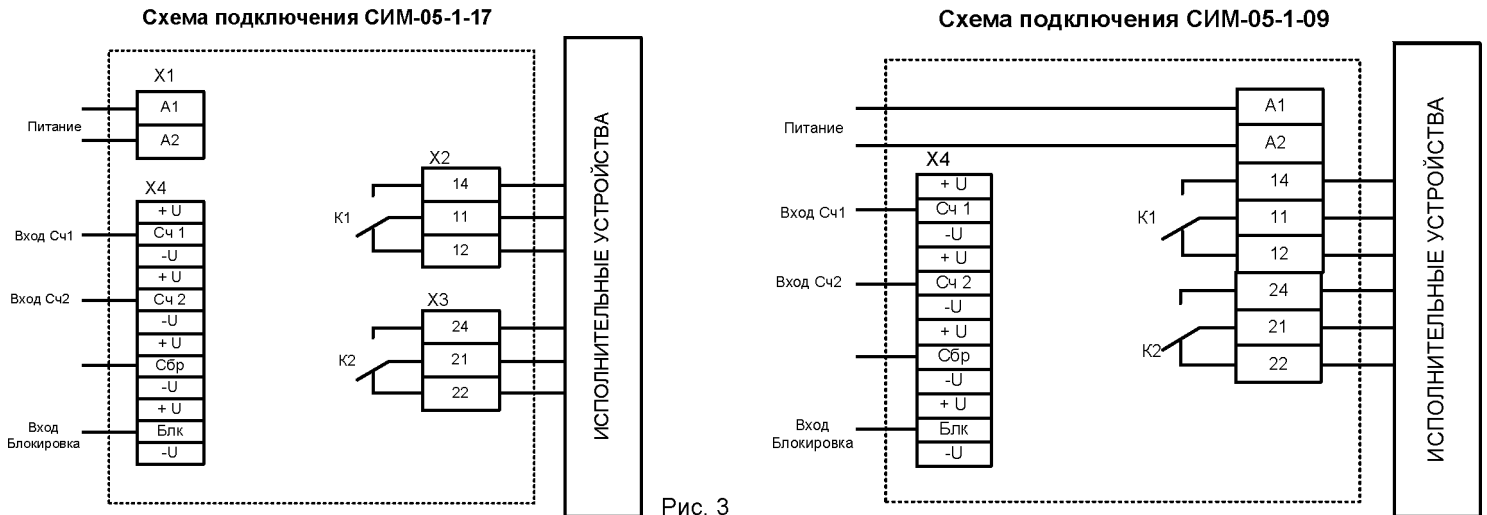 Схема подключения СИМ-05-1-17
X1
A1
Питание
A2
X4
+ U
Вход Сч1
Сч 1
-U
+ U
Вход Сч2
Сч 2
-U
+ U
Сбр
-U
+ U
Вход
Блокировка
Блк
-U
X2
14
K1
11
12
X3
24
K2
21
22
ИСПОЛНИТЕЛЬНЫЕ УСТРОЙСТВА
Рис. 3
Схема подключения СИМ-05-1-09
A1
Питание
A2
X4
+ U
Вход Сч1
Сч 1
-U
+ U
Вход Сч2
Сч 2
-U
+ U
Сбр
-U
+ U
Вход
Блокировка
Блк
-U
14
K1
11
12
24
21
K2
22
ИСПОЛНИТЕЛЬНЫЕ УСТРОЙСТВА